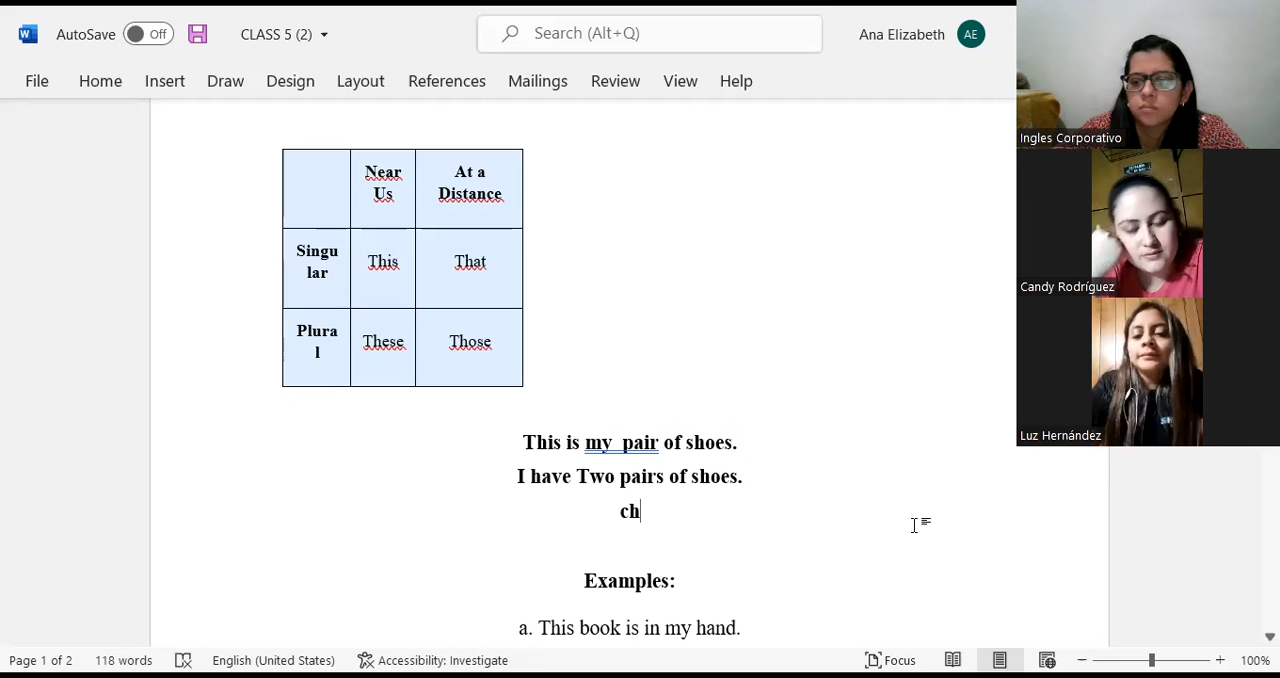 AutoSave Off CLASS 5 (2) Search (Alt+Q) Ana Elizabeth AE
File Home Insert Draw Design Layout References Mailings Review View Help
Near Us At a Distance
Singular This That
Plural These Those
This is my  pair of shoes.
I have Two pairs of shoes.
ch
Examples:
a. This book is in my hand.
Ingles Corporativo
Candy Rodríguez
Luz Hernández
Page 1 of 2 118 words English (United States) Accessibility: Investigate Focus 100%